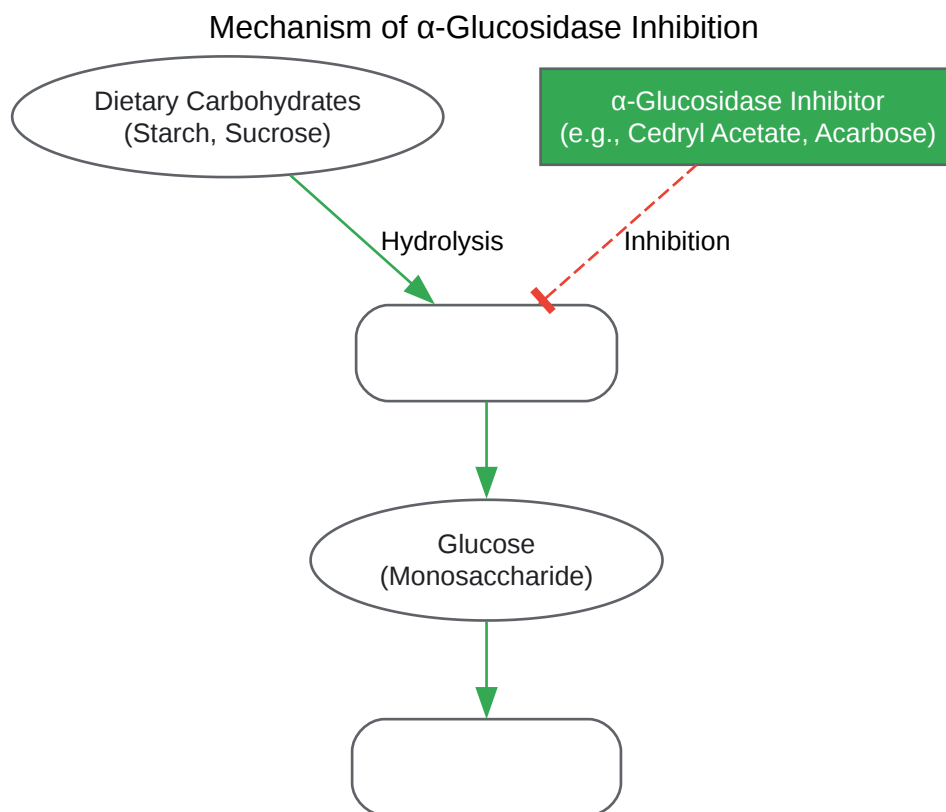 Mechanism of α-Glucosidase Inhibition
Dietary Carbohydrates
(Starch, Sucrose)
α-Glucosidase Inhibitor
(e.g., Cedryl Acetate, Acarbose)
Hydrolysis
Inhibition
Glucose
(Monosaccharide)